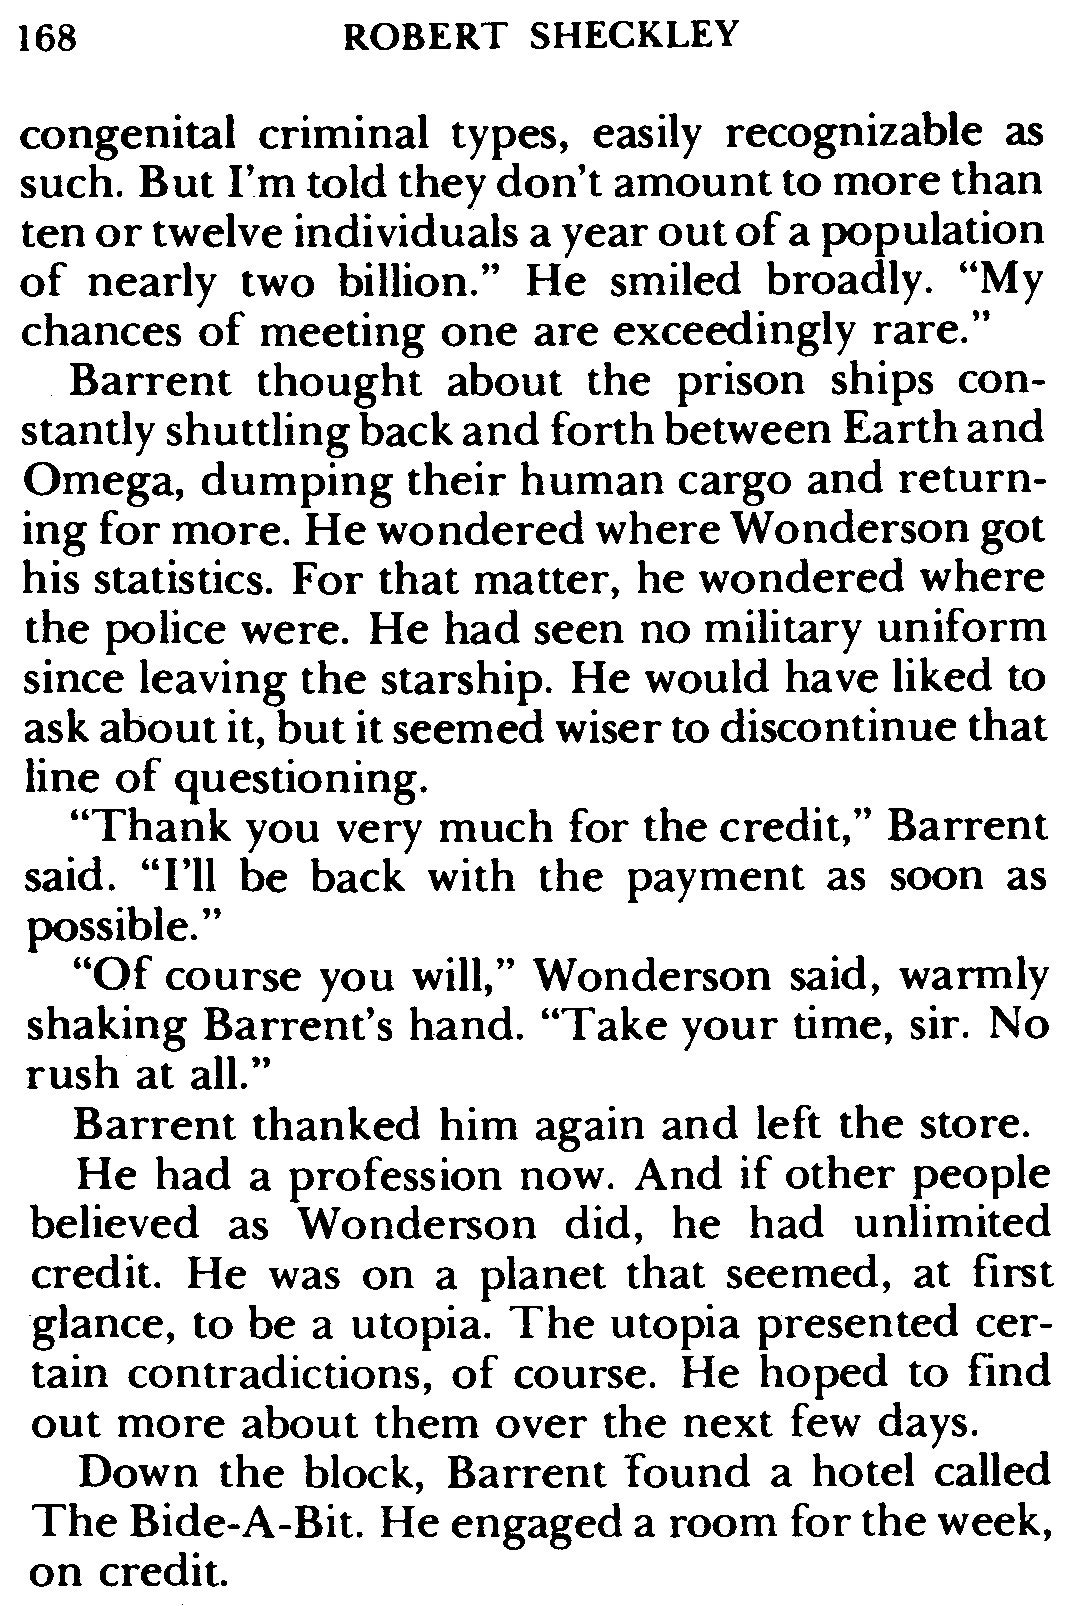 168 ROBERT SHECKLEY
congenital criminal types, easily recognizable as
such. But I'm told they don't amount to more than
ten or twelve individuals a year out of a population
of nearly two billion.” He smiled broadly. “My
chances of meeting one are exceedingly rare.”
Barrent thought about the prison ships con-
stantly shuttling back and forth between Earth and
Omega, dumping their human cargo and return-
ing for more. He wondered where Wonderson got
his statistics. For that matter, he wondered where
the police were. He had seen no military uniform
since leaving the starship. He would have liked to
ask about it, but it seemed wiser to discontinue that
line of questioning.
“Thank you very much for the credit,” Barrent
said. “I'll be back with the payment as soon as
possible.”
“Of course you will,” Wonderson said, warmly
shaking Barrent's hand. “Take your time, sir. No
rush at all.”
Barrent thanked him again and left the store.
He had a profession now. And if other people
believed as Wonderson did, he had unlimited
credit. He was on a planet that seemed, at first
glance, to be a utopia. The utopia presented cer-
tain contradictions, of course. He hoped to find
out more about them over the next few days.
Down the block, Barrent found a hotel called
The Bide-A-Bit. He engaged a room for the week,
on credit.